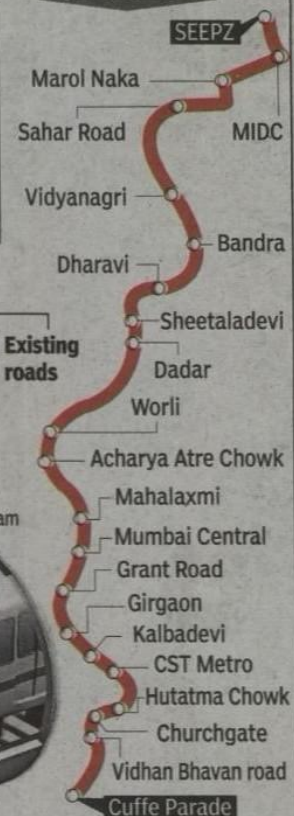 SEEPZ
Marol Naka
Sahar Road
MIDC
Vidyanagri
Bandra
Dharavi
Sheetaladevi
Existing
roads
Dadar
Worli
Acharya Atre Chowk
Mahalaxmi
am
Mumbai Central
Grant Road
Girgaon
Kalbadevi
CST Metro
Hutatma Chowk
Churchgate
Vidhan Bhavan road
Cuffe Parade